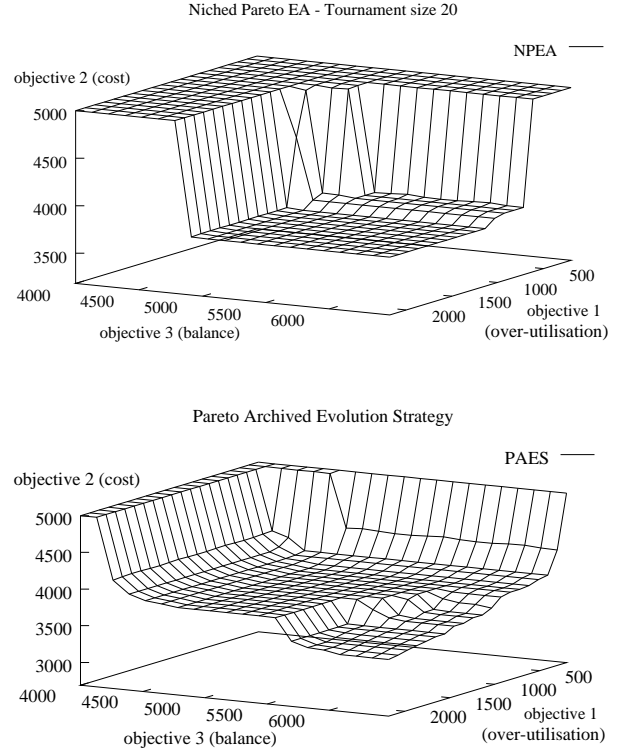 Niched Pareto EA - Tournament size 20
NPEA
objective 2 (cost)
5000
4500
4000
3500
4000
4500
5000
5500
6000
objective 3 (balance)
2000
1500
1000
500
objective 1
(over-utilisation)
Pareto Archived Evolution Strategy
PAES
objective 2 (cost)
5000
4500
4000
3500
3000
4000
4500
5000
5500
6000
objective 3 (balance)
2000
1500
1000
500
objective 1
(over-utilisation)